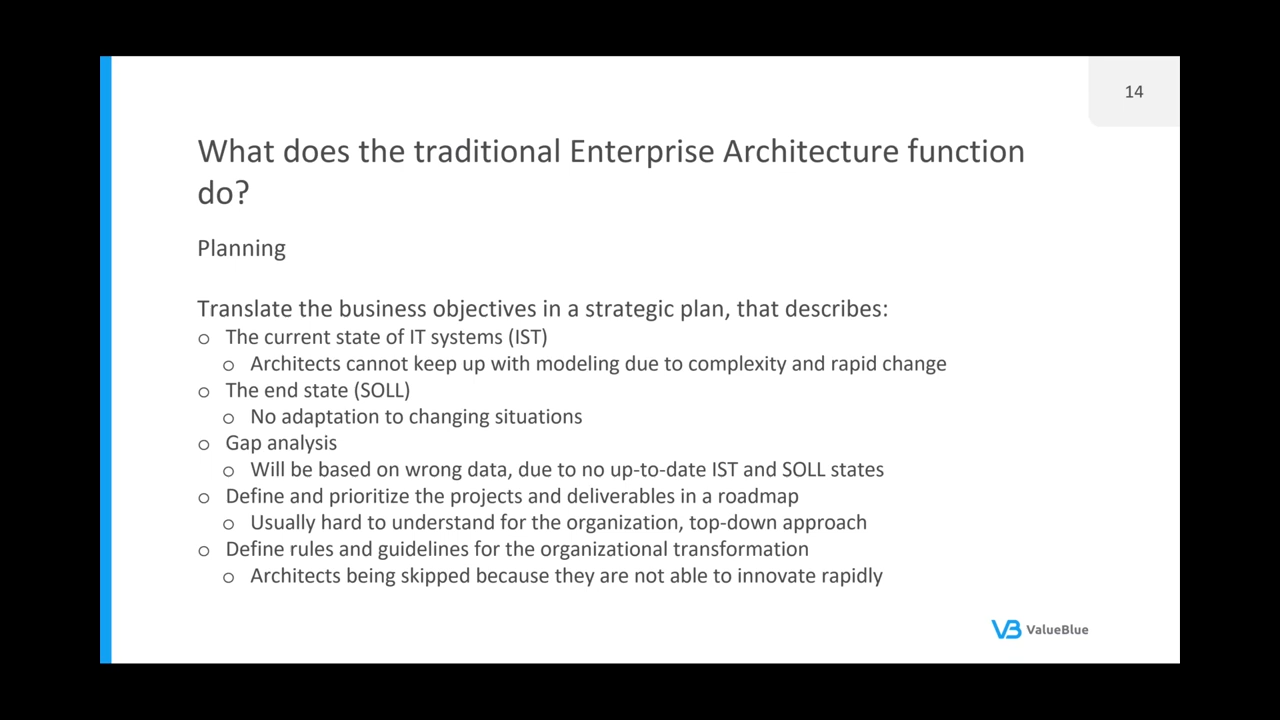 14
What does the traditional Enterprise Architecture function
do?
Planning
Translate the business objectives in a strategic plan, that describes:
o The current state of IT systems (IST)
o Architects cannot keep up with modeling due to complexity and rapid change
o The end state (SOLL)
o No adaptation to changing situations
o Gap analysis
o Will be based on wrong data, due to no up-to-date IST and SOLL states
o Define and prioritize the projects and deliverables in a roadmap
o Usually hard to understand for the organization, top-down approach
o Define rules and guidelines for the organizational transformation
o Architects being skipped because they are not able to innovate rapidly
VB ValueBlue